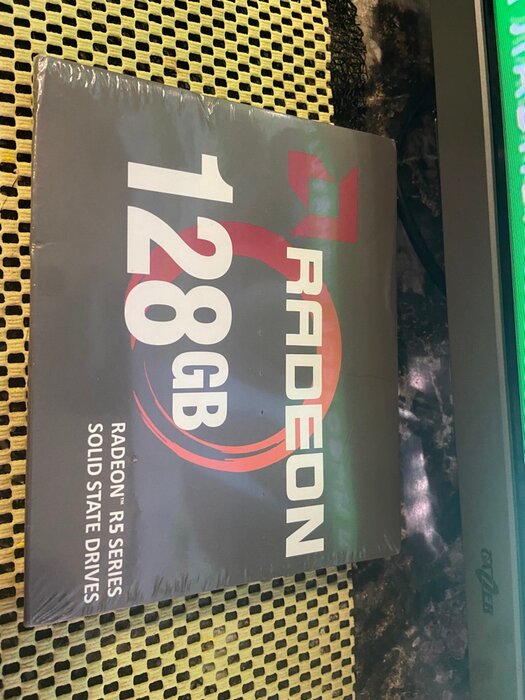 RADEON
128GB
RADEON™ R5 SERIES
SOLID STATE DRIVES